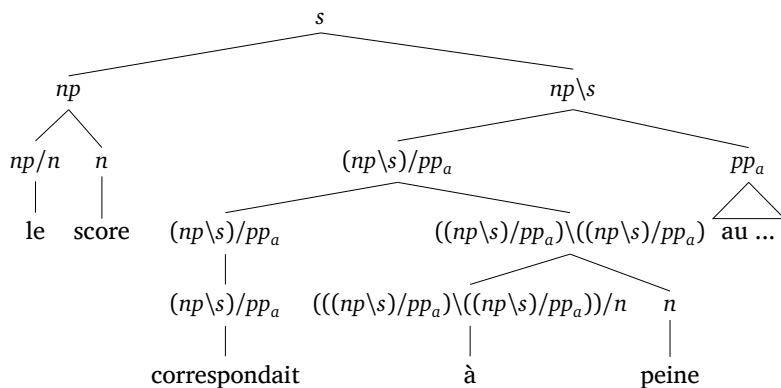 s
np np\s
np/n n (np\s)/pp_a pp_a
le score (np\s)/pp_a ((np\s)/pp_a)\((np\s)/pp_a) au ...
(np\s)/pp_a (((np\s)/pp_a)\((np\s)/pp_a))/n n
correspondait à peine